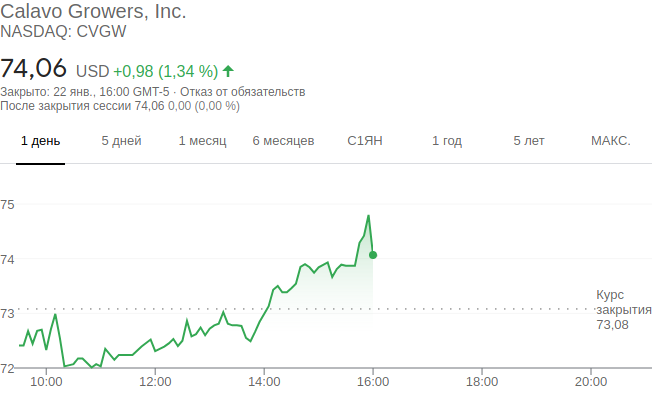 Calavo Growers, Inc.
NASDAQ: CVGW
74,06 USD +0,98 (1,34 %)
Закрыто: 22 янв., 16:00 GMT-5 · Отказ от обязательств
После закрытия сессии 74,06 0,00 (0,00 %)
1 день 5 дней 1 месяц 6 месяцев С1ЯН 1 год 5 лет МАКС.
75
74
73
72
Курс
закрытия
73,08
10:00 12:00 14:00 16:00 18:00 20:00